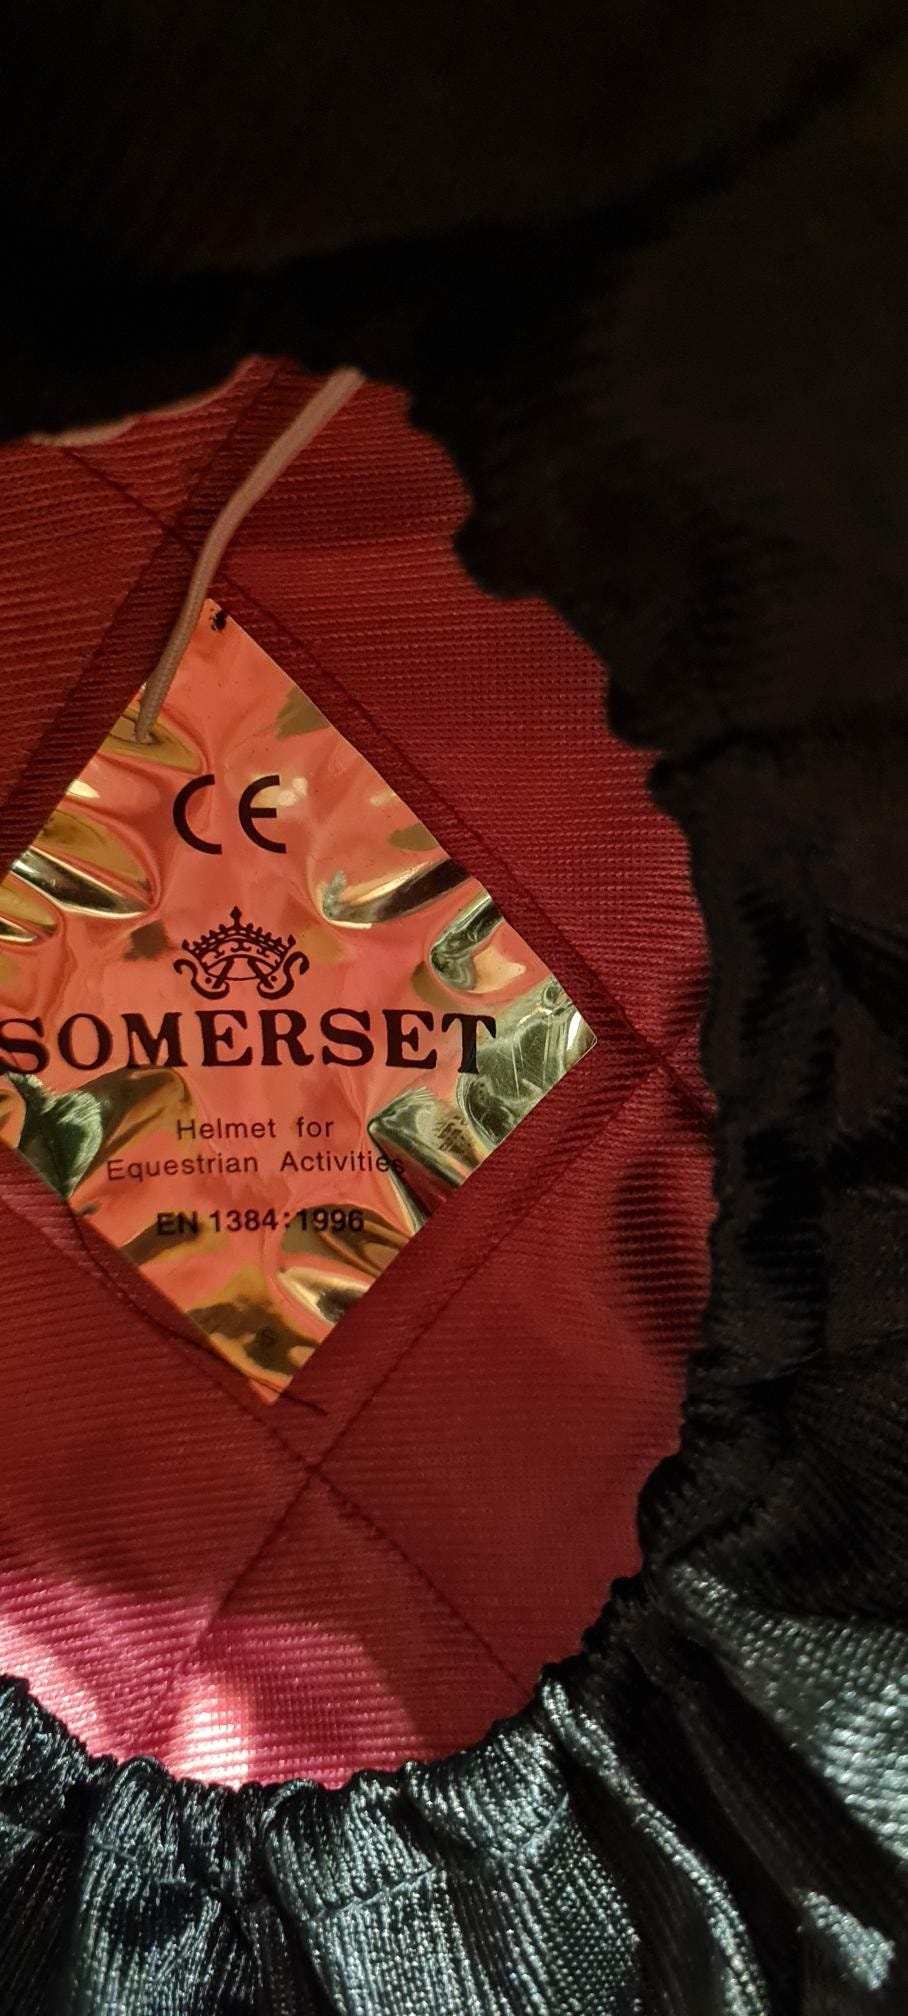 CE
SOMERSET
Helmet for
Equestrian Activities
EN 1384:1996